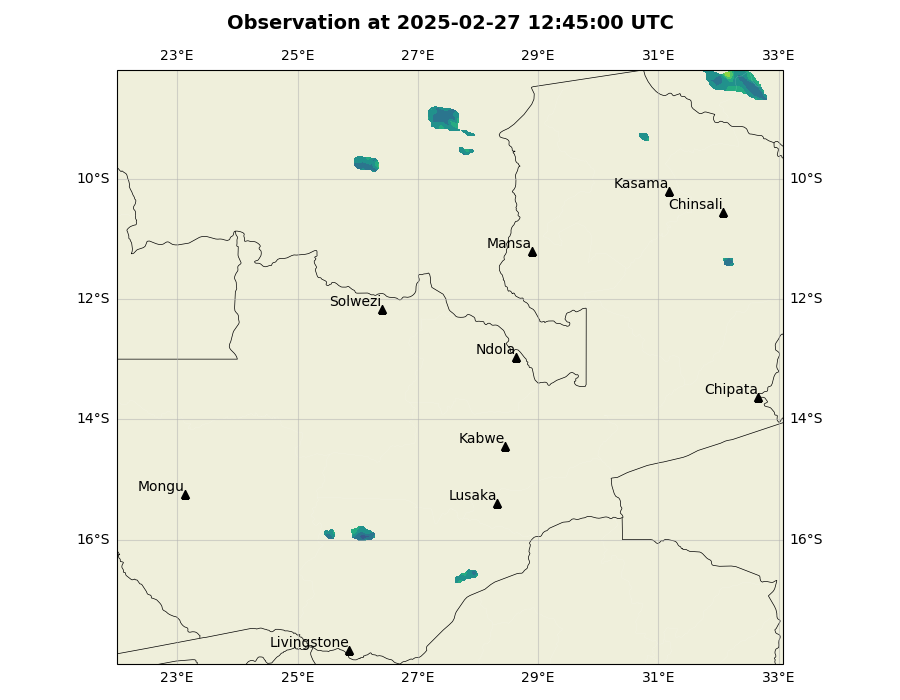 Observation at 2025-02-27 12:45:00 UTC
23°E 25°E 27°E 29°E 31°E 33°E
10°S 10°S
Kasama
Chinsali
Mansa
12°S 12°S
Solwezi
Ndola
Chipata
14°S 14°S
Kabwe
Mongu
Lusaka
16°S 16°S
Livingstone
23°E 25°E 27°E 29°E 31°E 33°E